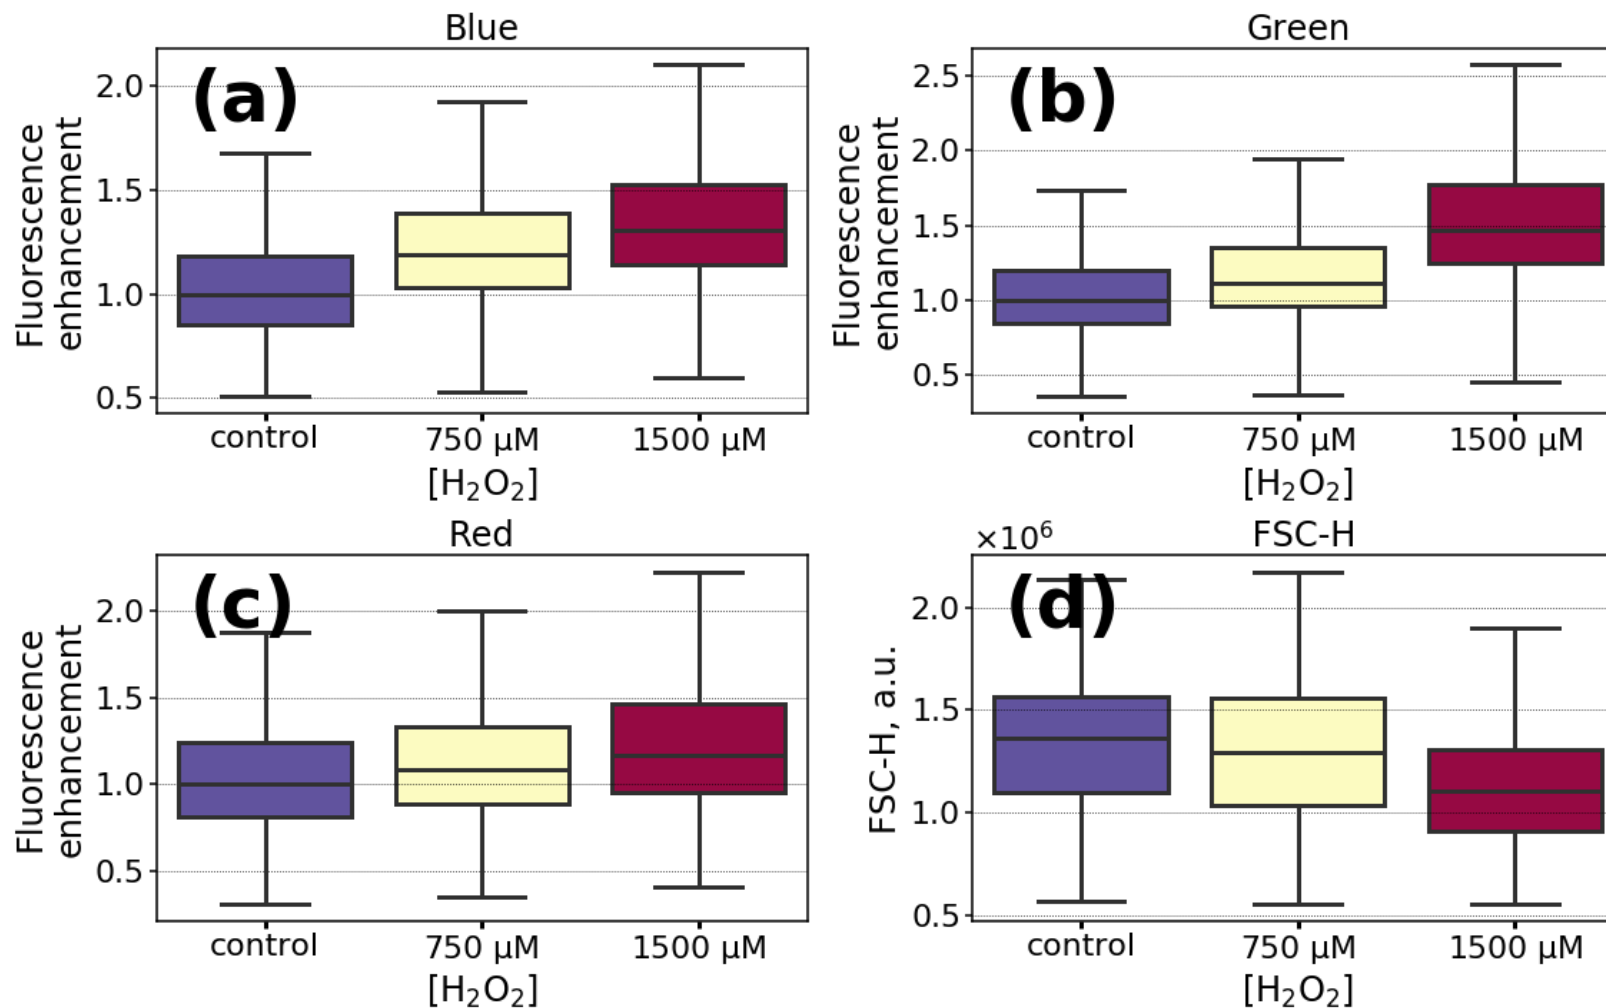 Blue
(a)
Fluorescence
enhancement
2.0
1.5
1.0
0.5
control
750 µM
1500 µM
[H₂O₂]
Green
(b)
Fluorescence
enhancement
2.5
2.0
1.5
1.0
0.5
control
750 µM
1500 µM
[H₂O₂]
Red
(c)
Fluorescence
enhancement
2.0
1.5
1.0
0.5
control
750 µM
1500 µM
[H₂O₂]
×10⁶
FSC-H
(d)
FSC-H, a.u.
2.0
1.5
1.0
0.5
control
750 µM
1500 µM
[H₂O₂]